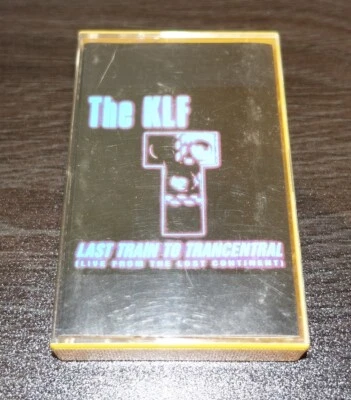 The KLF
LAST TRAIN TO TRANCENTRAL
(LIVE FROM THE LOST CONTINENT)